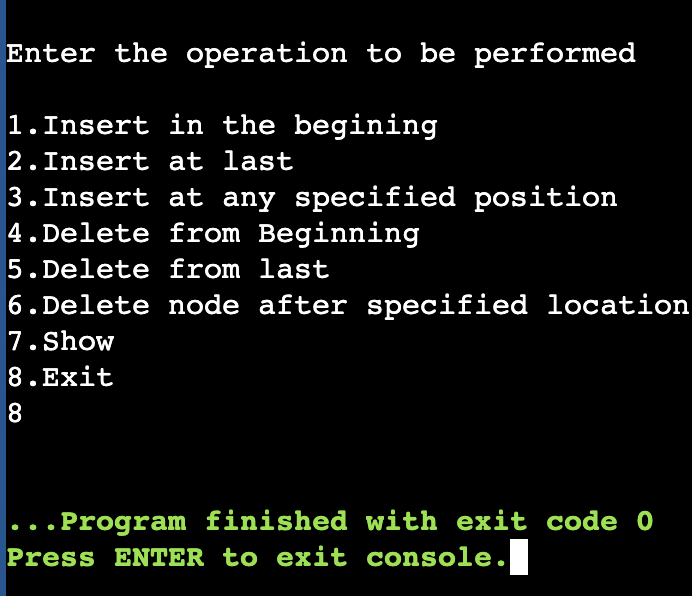 Enter the operation to be performed
1.Insert in the begining
2.Insert at last
3.Insert at any specified position
4.Delete from Beginning
5.Delete from last
6.Delete node after specified location
7.Show
8.Exit
8
...Program finished with exit code 0
Press ENTER to exit console.